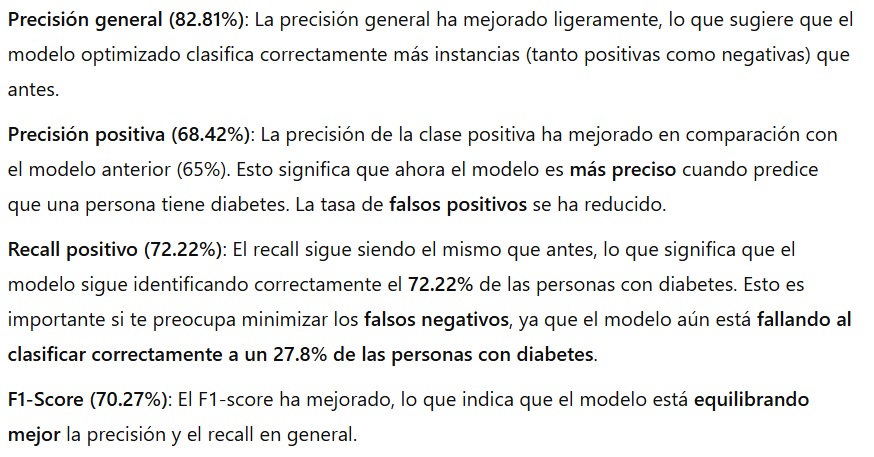 Precisión general (82.81%): La precisión general ha mejorado ligeramente, lo que sugiere que el
modelo optimizado clasifica correctamente más instancias (tanto positivas como negativas) que
antes.
Precisión positiva (68.42%): La precisión de la clase positiva ha mejorado en comparación con
el modelo anterior (65%). Esto significa que ahora el modelo es más preciso cuando predice
que una persona tiene diabetes. La tasa de falsos positivos se ha reducido.
Recall positivo (72.22%): El recall sigue siendo el mismo que antes, lo que significa que el
modelo sigue identificando correctamente el 72.22% de las personas con diabetes. Esto es
importante si te preocupa minimizar los falsos negativos, ya que el modelo aún está fallando al
clasificar correctamente a un 27.8% de las personas con diabetes.
F1-Score (70.27%): El F1-score ha mejorado, lo que indica que el modelo está equilibrando
mejor la precisión y el recall en general.